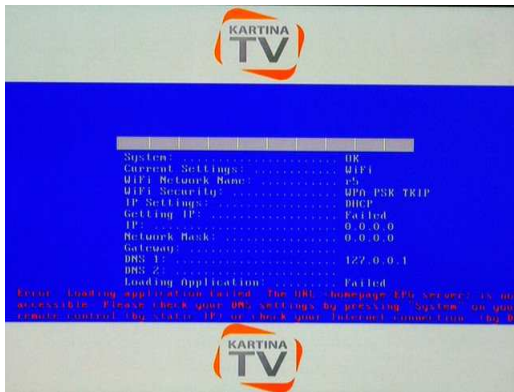 KARTINA
TV
System: .................... OK
Current Settings: .......... WiFi
WiFi Network Name: ......... r5
WiFi Security: ............. WPA-PSK TKIP
IP Settings: ............... DHCP
Getting IP: ................ Failed
IP: ........................ 0.0.0.0
Network Mask: .............. 0.0.0.0
Gateway: ...................
DNS 1: ..................... 127.0.0.1
DNS 2: .....................
Loading Application: ....... Failed
Error: Loading application failed. The URL (homepage EPG server) is no
accessible. Please check your DNS settings by pressing "System" on you
remote control (by static IP) or check your Internet connection (by D
KARTINA
TV